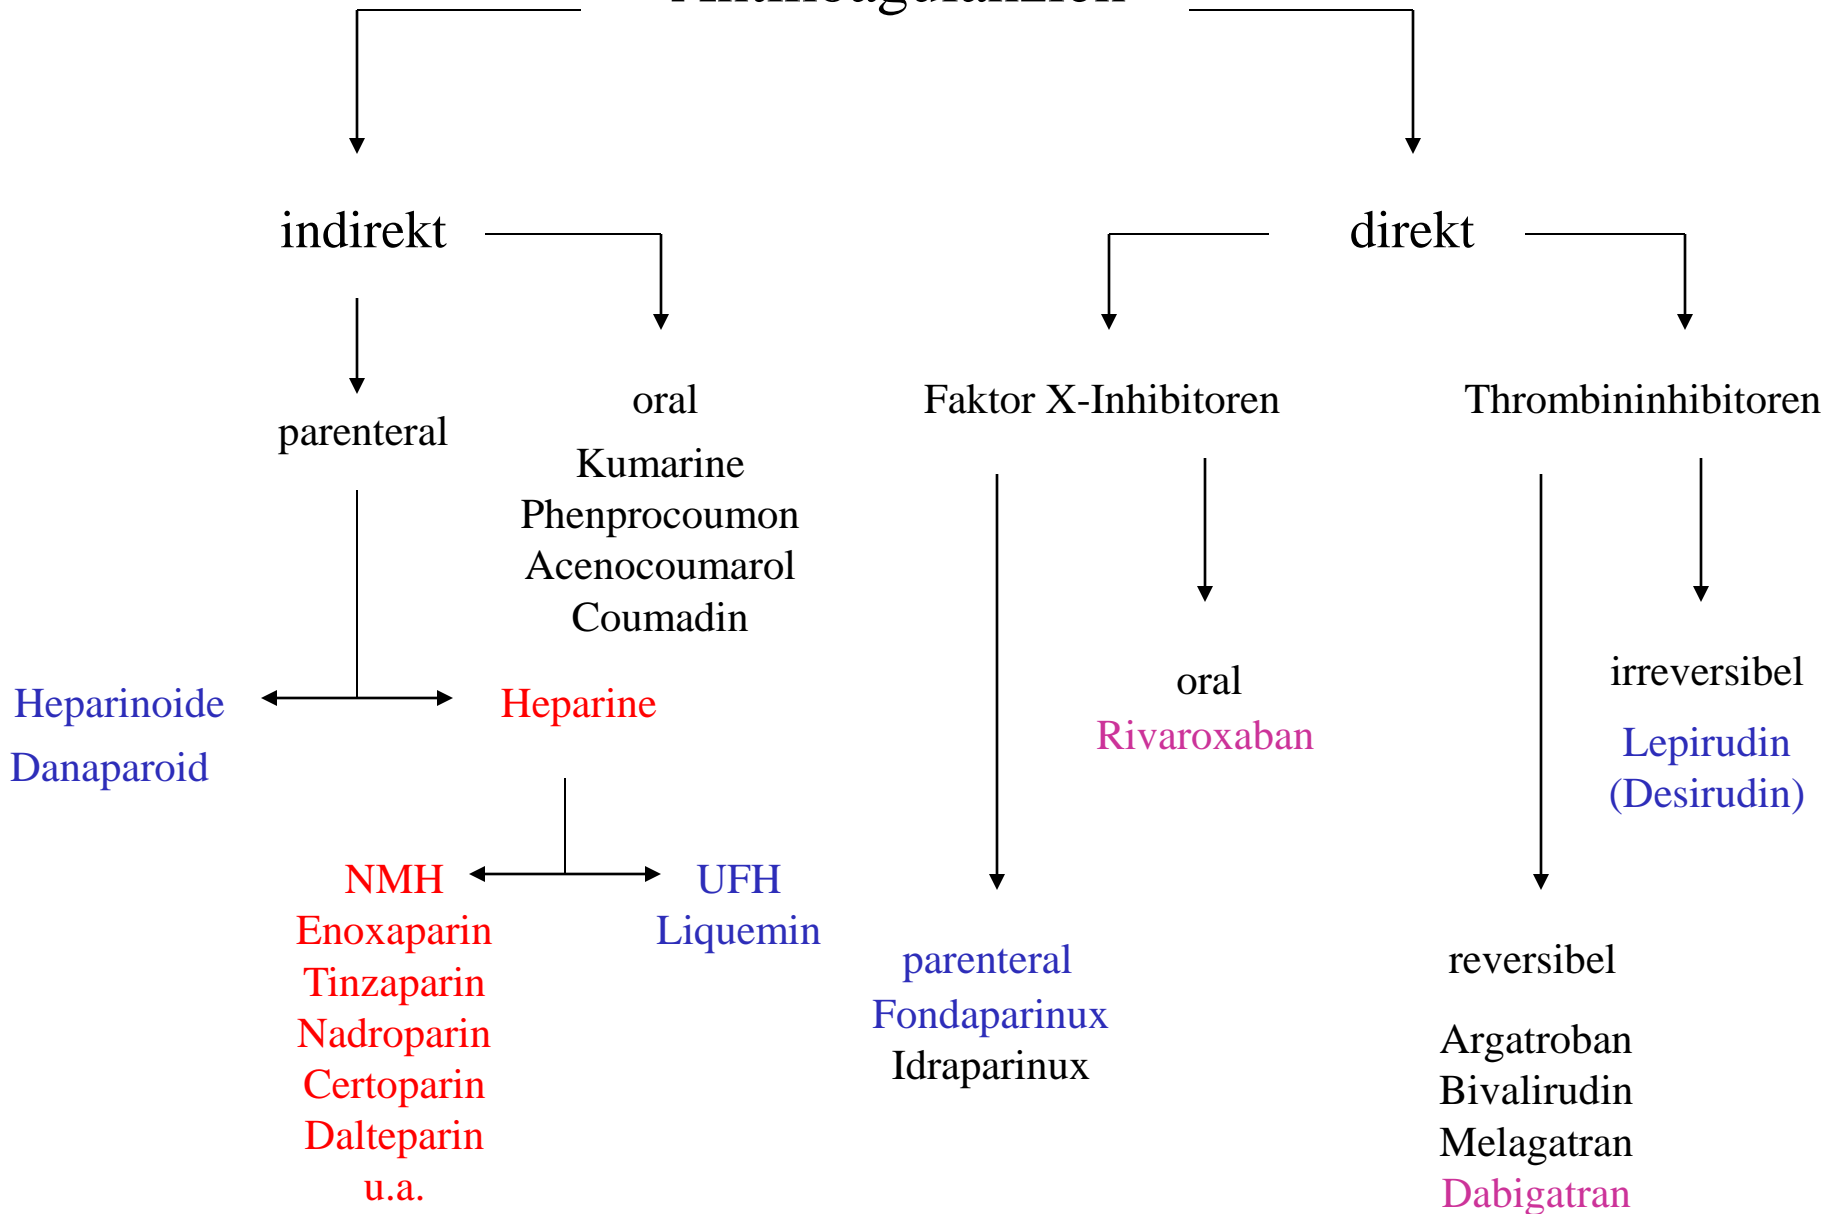 indirekt
direkt
parenteral
oral
Kumarine
Phenprocoumon
Acenocoumarol
Coumadin
Faktor X-Inhibitoren
Thrombininhibitoren
Heparinoide
Danaparoid
Heparine
oral
Rivaroxaban
irreversibel
Lepirudin
(Desirudin)
NMH
Enoxaparin
Tinzaparin
Nadroparin
Certoparin
Dalteparin
u.a.
UFH
Liquemin
parenteral
Fondaparinux
Idraparinux
reversibel
Argatroban
Bivalirudin
Melagatran
Dabigatran